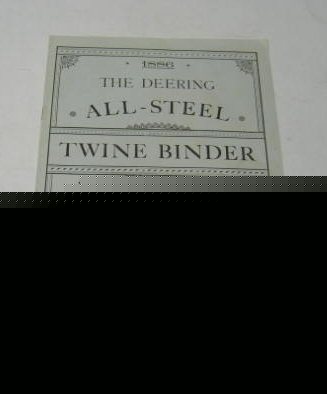 1886
THE DEERING
ALL-STEEL
TWINE BINDER